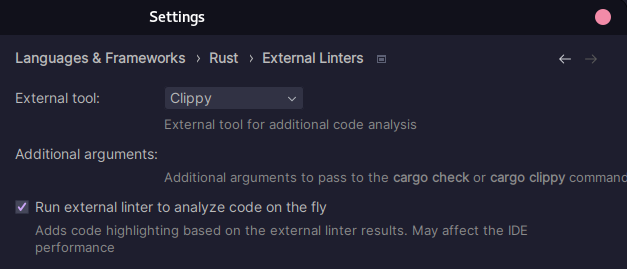 Settings
Languages & Frameworks › Rust › External Linters
External tool: Clippy
External tool for additional code analysis
Additional arguments:
Additional arguments to pass to the cargo check or cargo clippy command
Run external linter to analyze code on the fly
Adds code highlighting based on the external linter results. May affect the IDE
performance